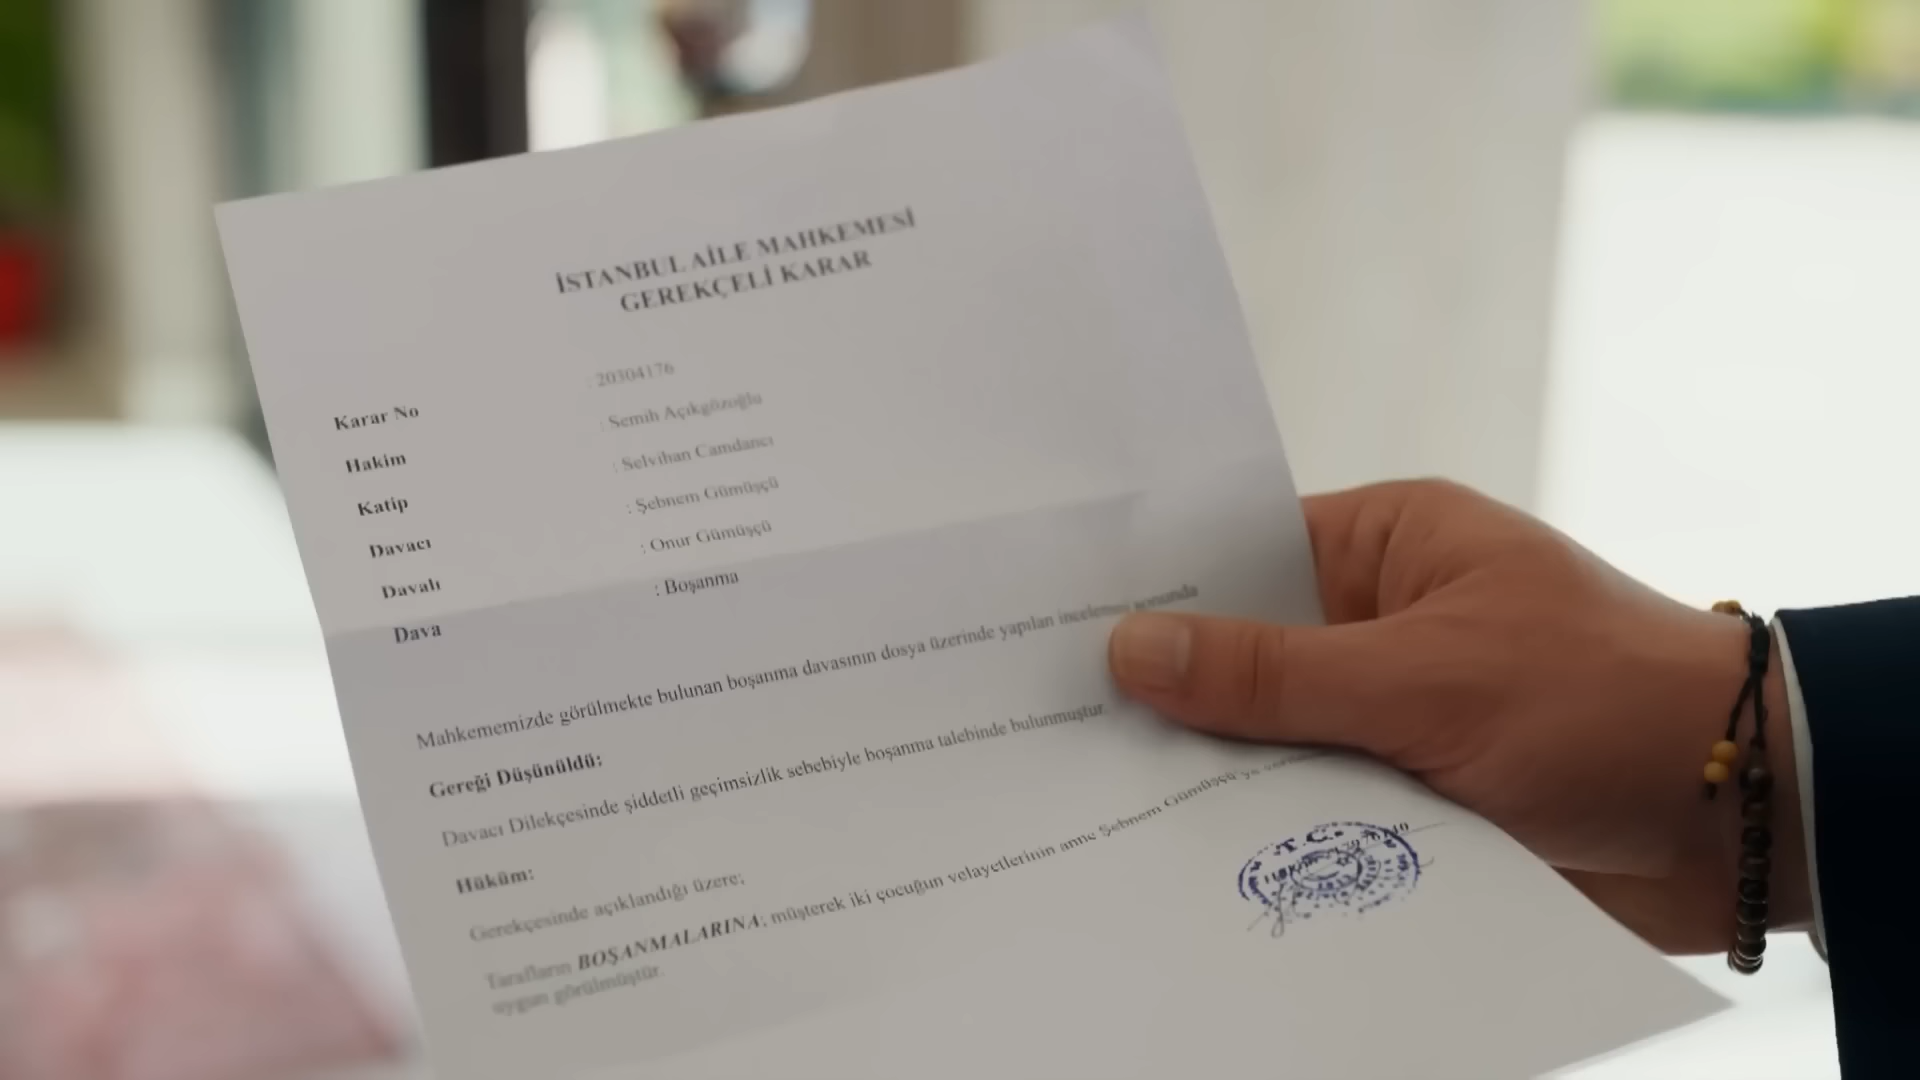 İSTANBUL AİLE MAHKEMESİ
GEREKÇELİ KARAR
Karar No : 20304176
Hakim : Semih Açıkgözoğlu
Katip : Selvihan Camdancı
Davacı : Şebnem Gümüşçü
Davalı : Onur Gümüşçü
Dava : Boşanma
Mahkememizde görülmekte bulunan boşanma davasının dosya üzerinde yapılan incelemesi sonunda
Gereği Düşünüldü:
Davacı Dilekçesinde şiddetli geçimsizlik sebebiyle boşanma talebinde bulunmuştur.
Hüküm:
Gerekçesinde açıklandığı üzere;
Tarafların BOŞANMALARINA; müşterek iki çocuğun velayetlerinin anne Şebnem Gümüşçü'ye
uygun görülmüştür.
T.C.